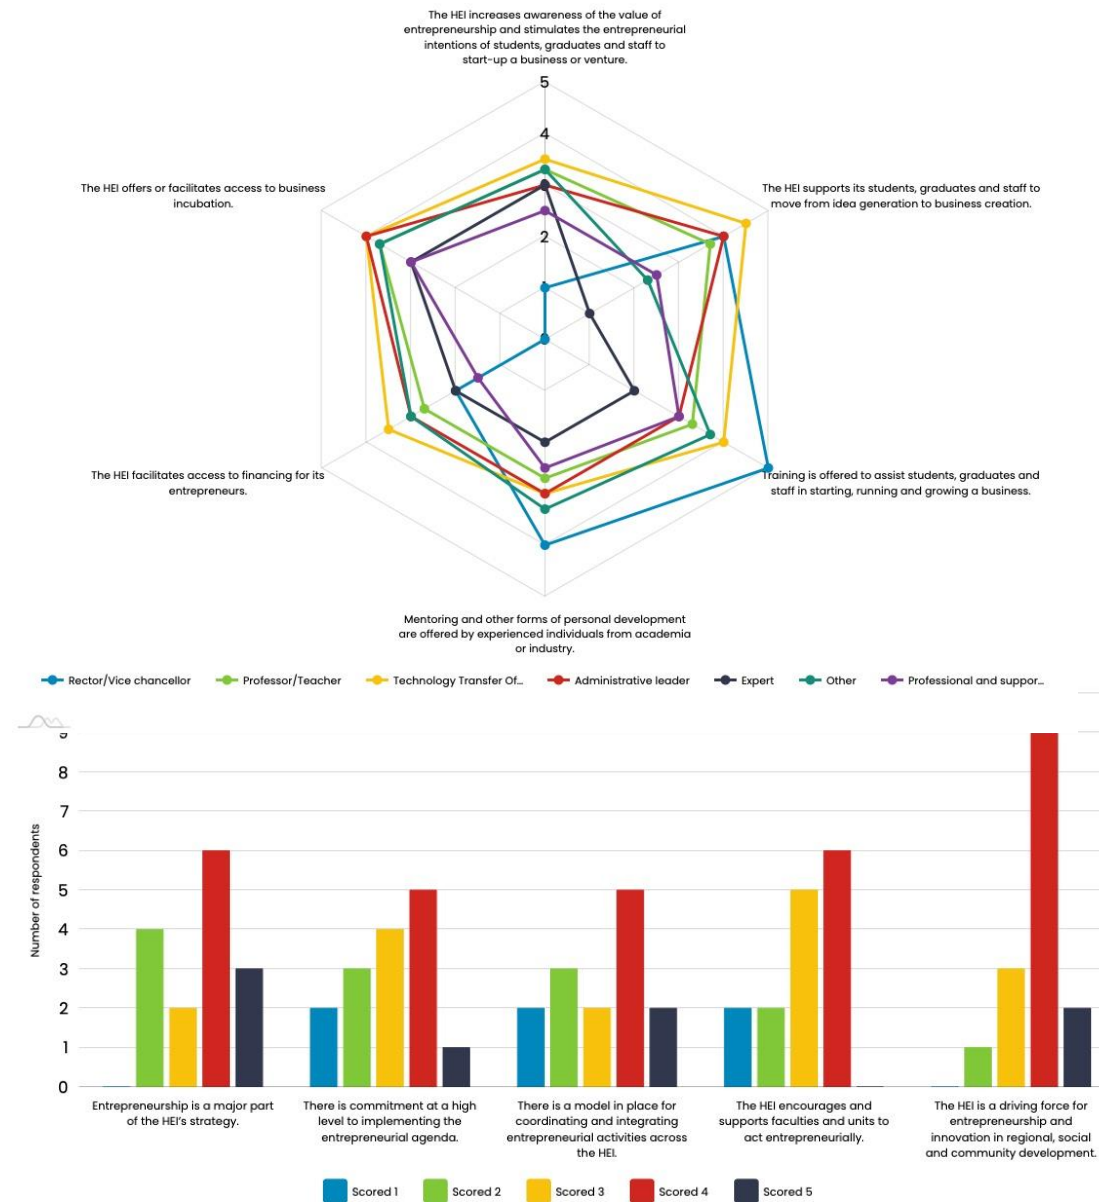 The HEI increases awareness of the value of
entrepreneurship and stimulates the entrepreneurial
intentions of students, graduates and staff to
start-up a business or venture.
5
4
2
The HEI offers or facilitates access to business
incubation.
The HEI supports its students, graduates and staff to
move from idea generation to business creation.
The HEI facilitates access to financing for its
entrepreneurs.
Training is offered to assist students, graduates and
staff in starting, running and growing a business.
Mentoring and other forms of personal development
are offered by experienced individuals from academia
or industry.
Rector/Vice chancellor
Professor/Teacher
Technology Transfer Of...
Administrative leader
Expert
Other
Professional and suppor...
Number of respondents
9
8
7
6
5
4
3
2
1
0
Entrepreneurship is a major part
of the HEI's strategy.
There is commitment at a high
level to implementing the
entrepreneurial agenda.
There is a model in place for
coordinating and integrating
entrepreneurial activities across
the HEI.
The HEI encourages and
supports faculties and units to
act entrepreneurially.
The HEI is a driving force for
entrepreneurship and
innovation in regional, social
and community development.
Scored 1
Scored 2
Scored 3
Scored 4
Scored 5